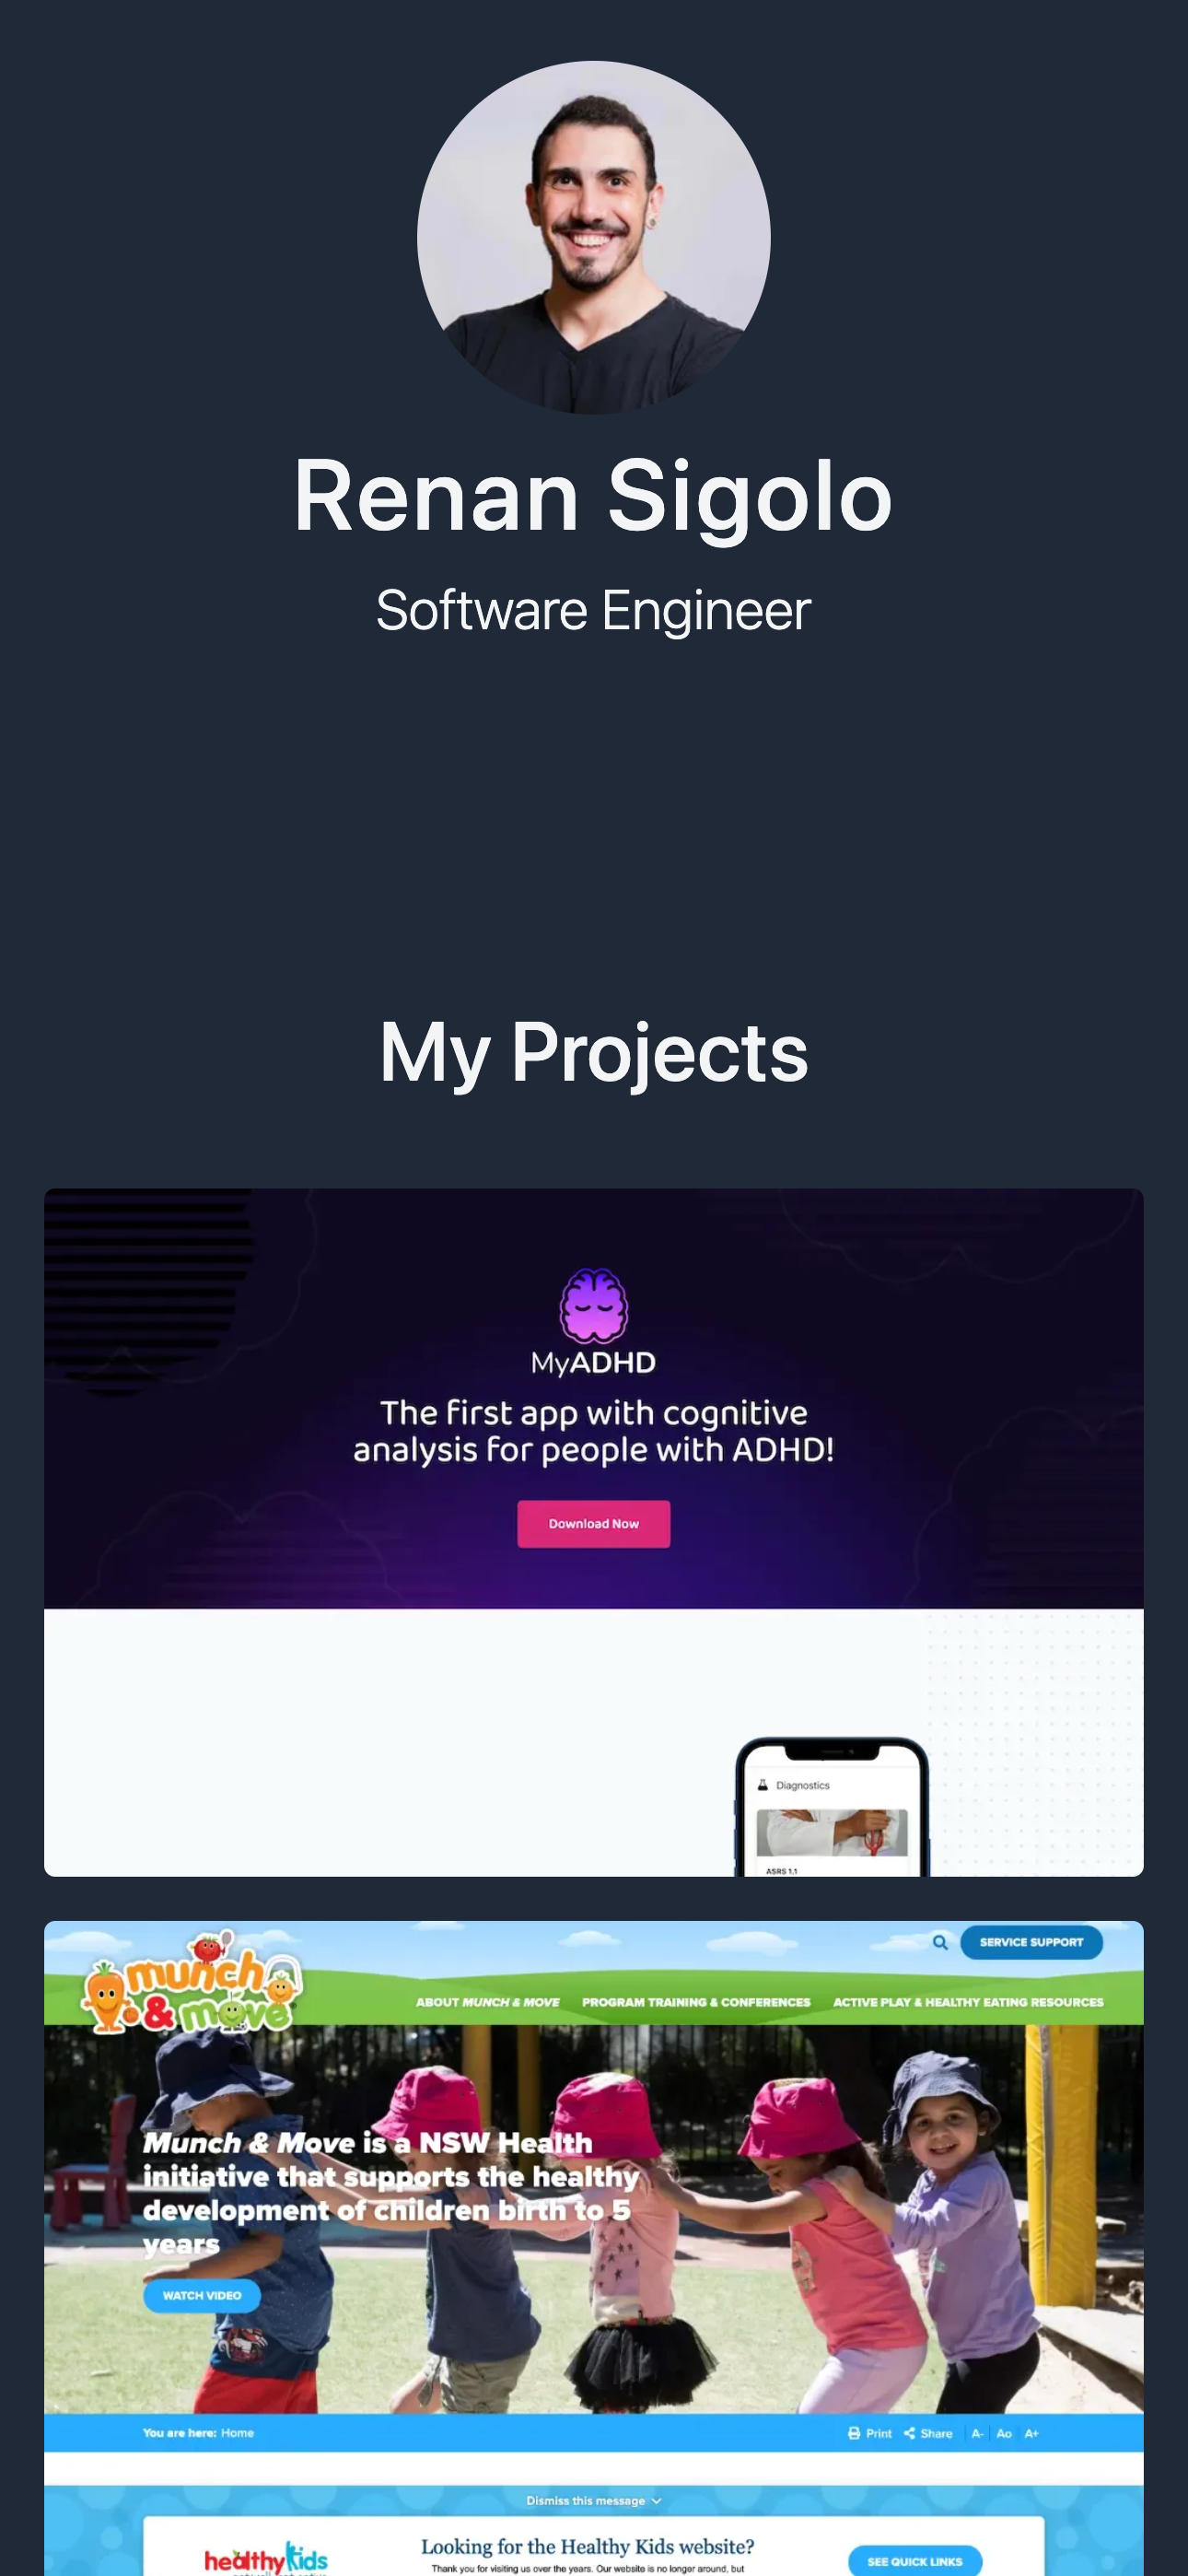 Renan Sigolo
Software Engineer
My Projects
MyADHD
The first app with cognitive
analysis for people with ADHD!
Download Now
Diagnostics
ASRS 1.1
munch
& move
SERVICE SUPPORT
ABOUT MUNCH & MOVE PROGRAM TRAINING & CONFERENCES ACTIVE PLAY & HEALTHY EATING RESOURCES
Munch & Move is a NSW Health
initiative that supports the healthy
development of children birth to 5
years
WATCH VIDEO
You are here: Home Print Share A- Ao A+
Dismiss this message
healthykids
Looking for the Healthy Kids website?
Thank you for visiting us over the years. Our website is no longer around, but
SEE QUICK LINKS